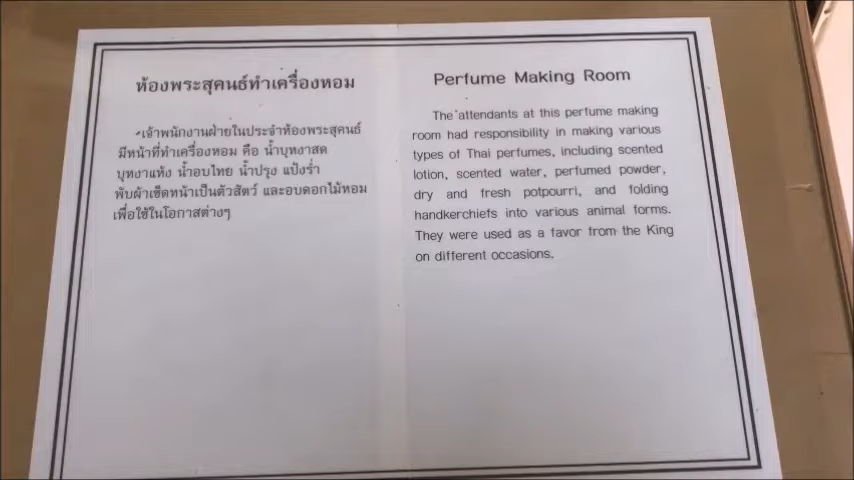 ห้องพระสุคนธ์ทำเครื่องหอม
เจ้าพนักงานฝ่ายในประจำห้องพระสุคนธ์
มีหน้าที่ทำเครื่องหอม คือ น้ำบุหงาสด
บุหงาแห้ง น้ำอบไทย น้ำปรุง แป้งร่ำ
พับผ้าเช็ดหน้าเป็นตัวสัตว์ และอบดอกไม้หอม
เพื่อใช้ในโอกาสต่างๆ
Perfume Making Room
The attendants at this perfume making
room had responsibility in making various
types of Thai perfumes, including scented
lotion, scented water, perfumed powder,
dry and fresh potpourri, and folding
handkerchiefs into various animal forms.
They were used as a favor from the King
on different occasions.